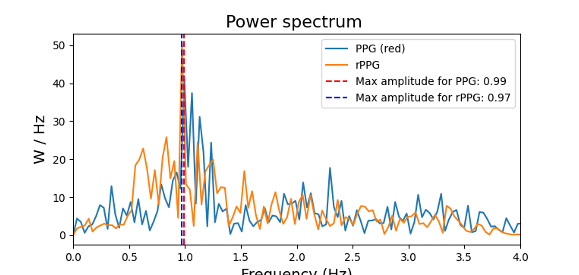 Power spectrum
W / Hz
50
40
30
20
10
0
PPG (red)
rPPG
Max amplitude for PPG: 0.99
Max amplitude for rPPG: 0.97
0.0 0.5 1.0 1.5 2.0 2.5 3.0 3.5 4.0
Frequency (Hz)